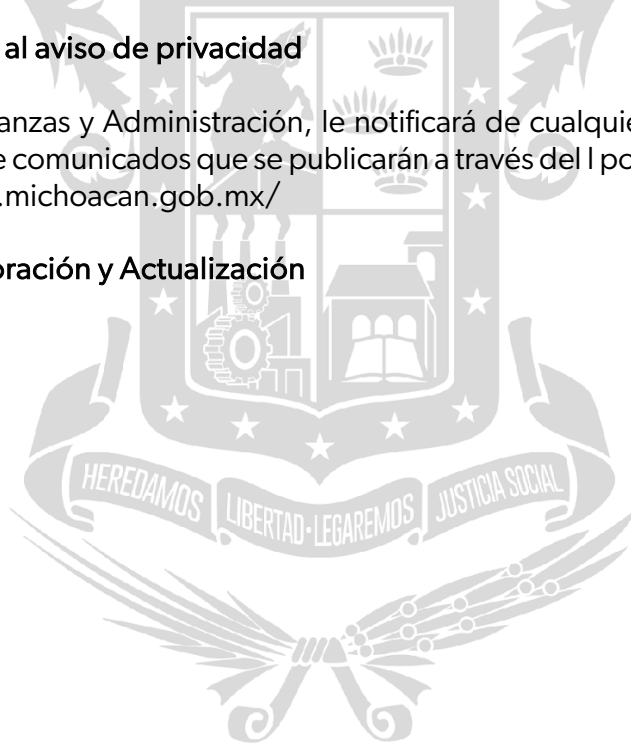 al aviso de privacidad
anzas y Administración, le notificará de cualquie
e comunicados que se publicarán a través del l po
.michoacan.gob.mx/
oración y Actualización
HEREDAMOS LIBERTAD•LEGAREMOS JUSTICIA SOCIAL